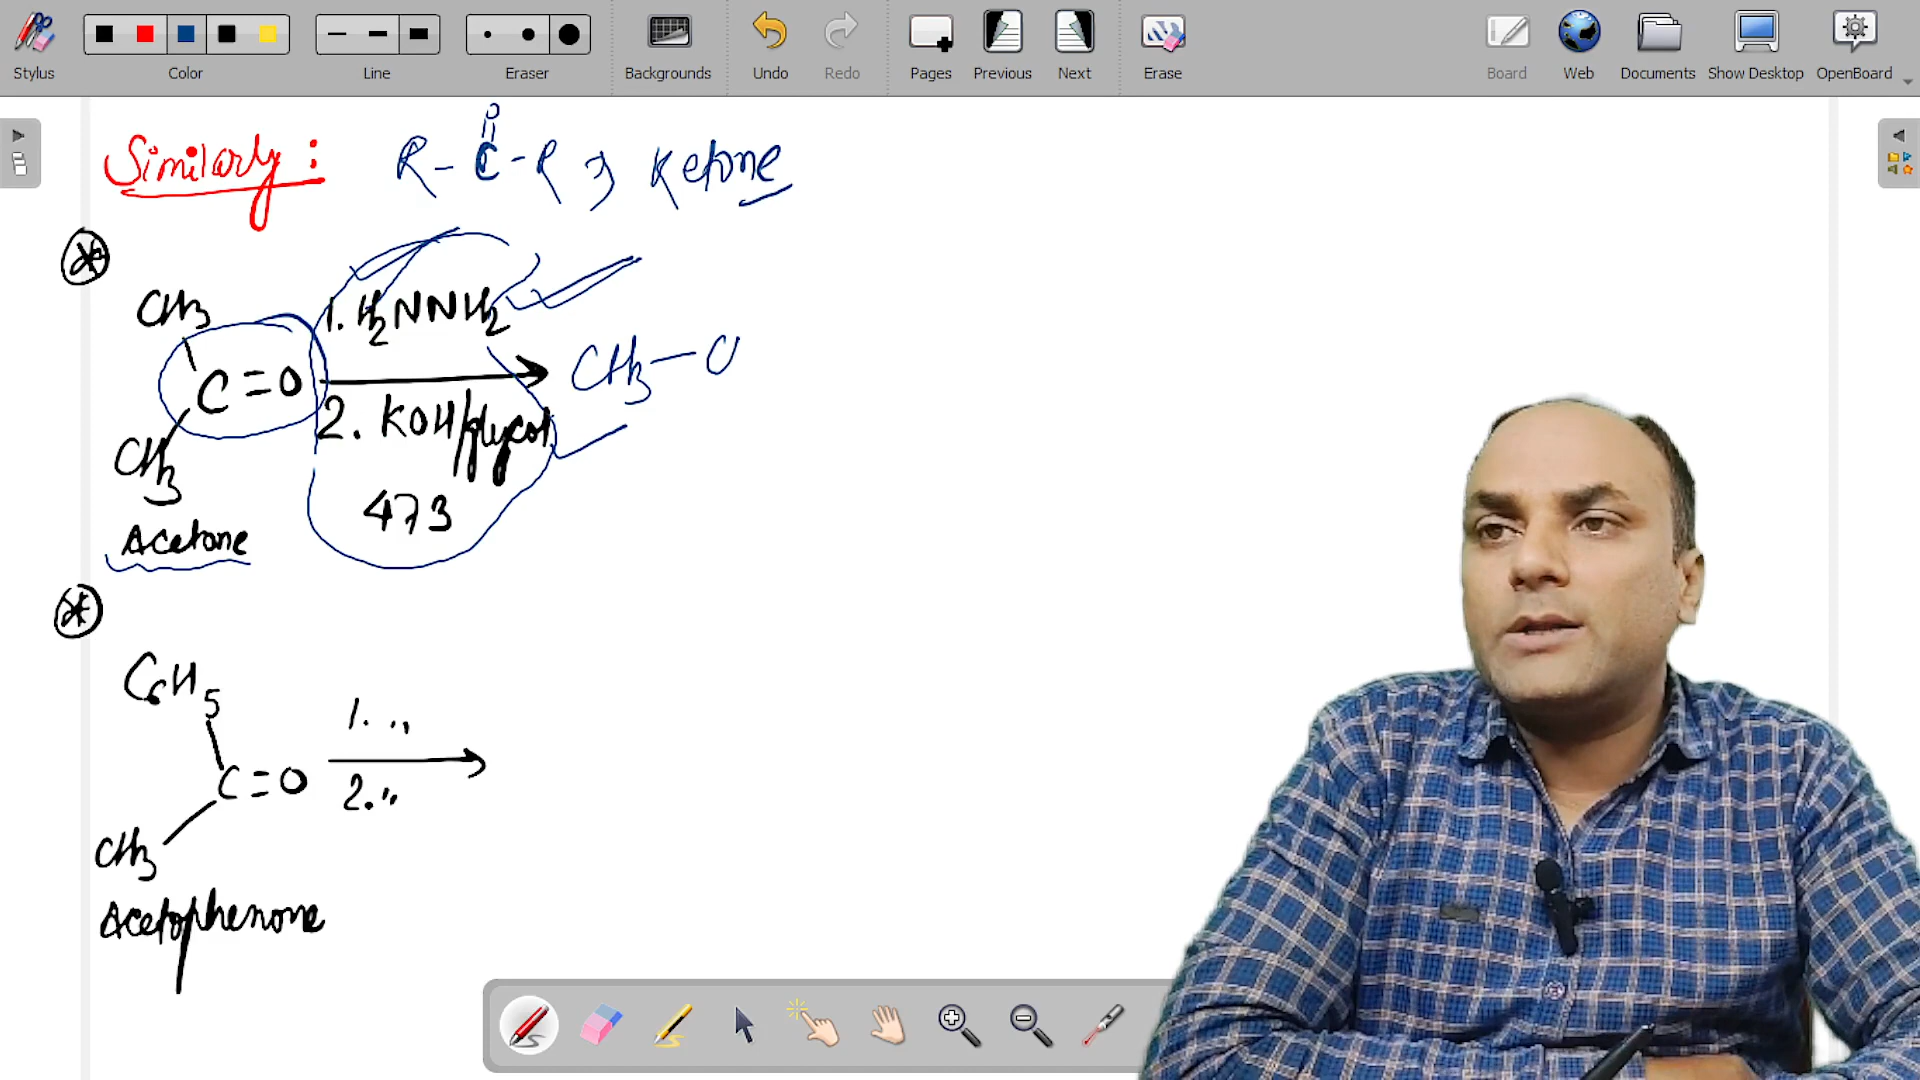 Stylus Color Line Eraser Backgrounds Undo Redo Pages Previous Next Erase Board Web Documents Show Desktop OpenBoard
Similarly :
O
R - C - R → Ketone
CH3
C = O
CH3
1. H2NNH2
2. KOH/glycol
473
CH3 - C
Acetone
C6H5
C = O
CH3
1. ,,
2. ,,
Acetophenone